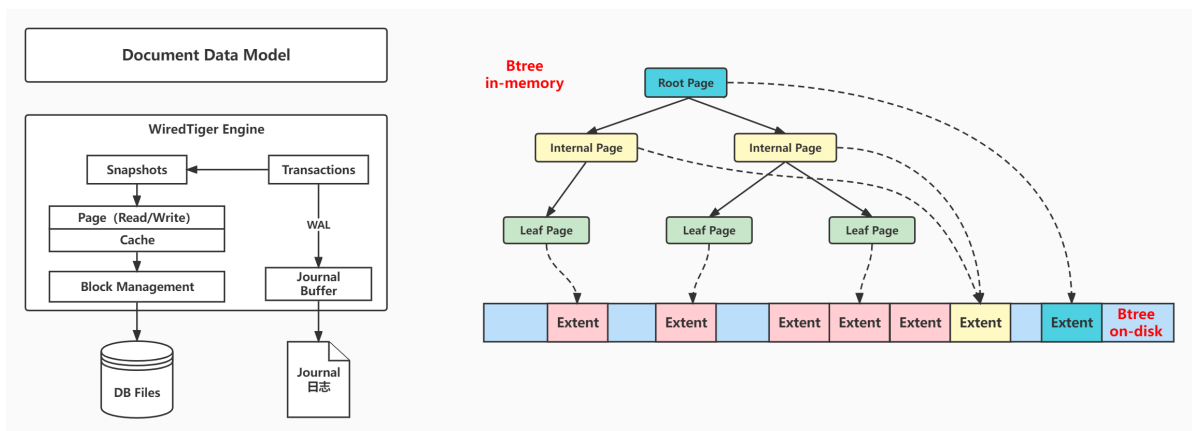 Document Data Model
WiredTiger Engine
Snapshots
Transactions
Page（Read/Write）
Cache
WAL
Block Management
Journal
Buffer
DB Files
Journal
日志
Btree
in-memory
Root Page
Internal Page
Internal Page
Leaf Page
Leaf Page
Leaf Page
Extent
Extent
Extent
Extent
Extent
Extent
Extent
Btree
on-disk